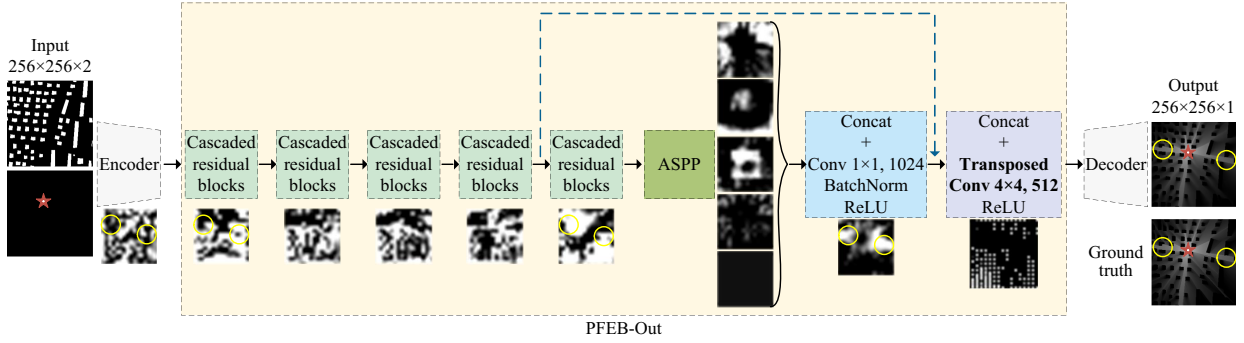 Input
256×256×2
Encoder
Cascaded
residual
blocks
Cascaded
residual
blocks
Cascaded
residual
blocks
Cascaded
residual
blocks
Cascaded
residual
blocks
ASPP
Concat
+
Conv 1×1, 1024
BatchNorm
ReLU
Concat
+
Transposed
Conv 4×4, 512
ReLU
Decoder
Output
256×256×1
Ground
truth
PFEB-Out